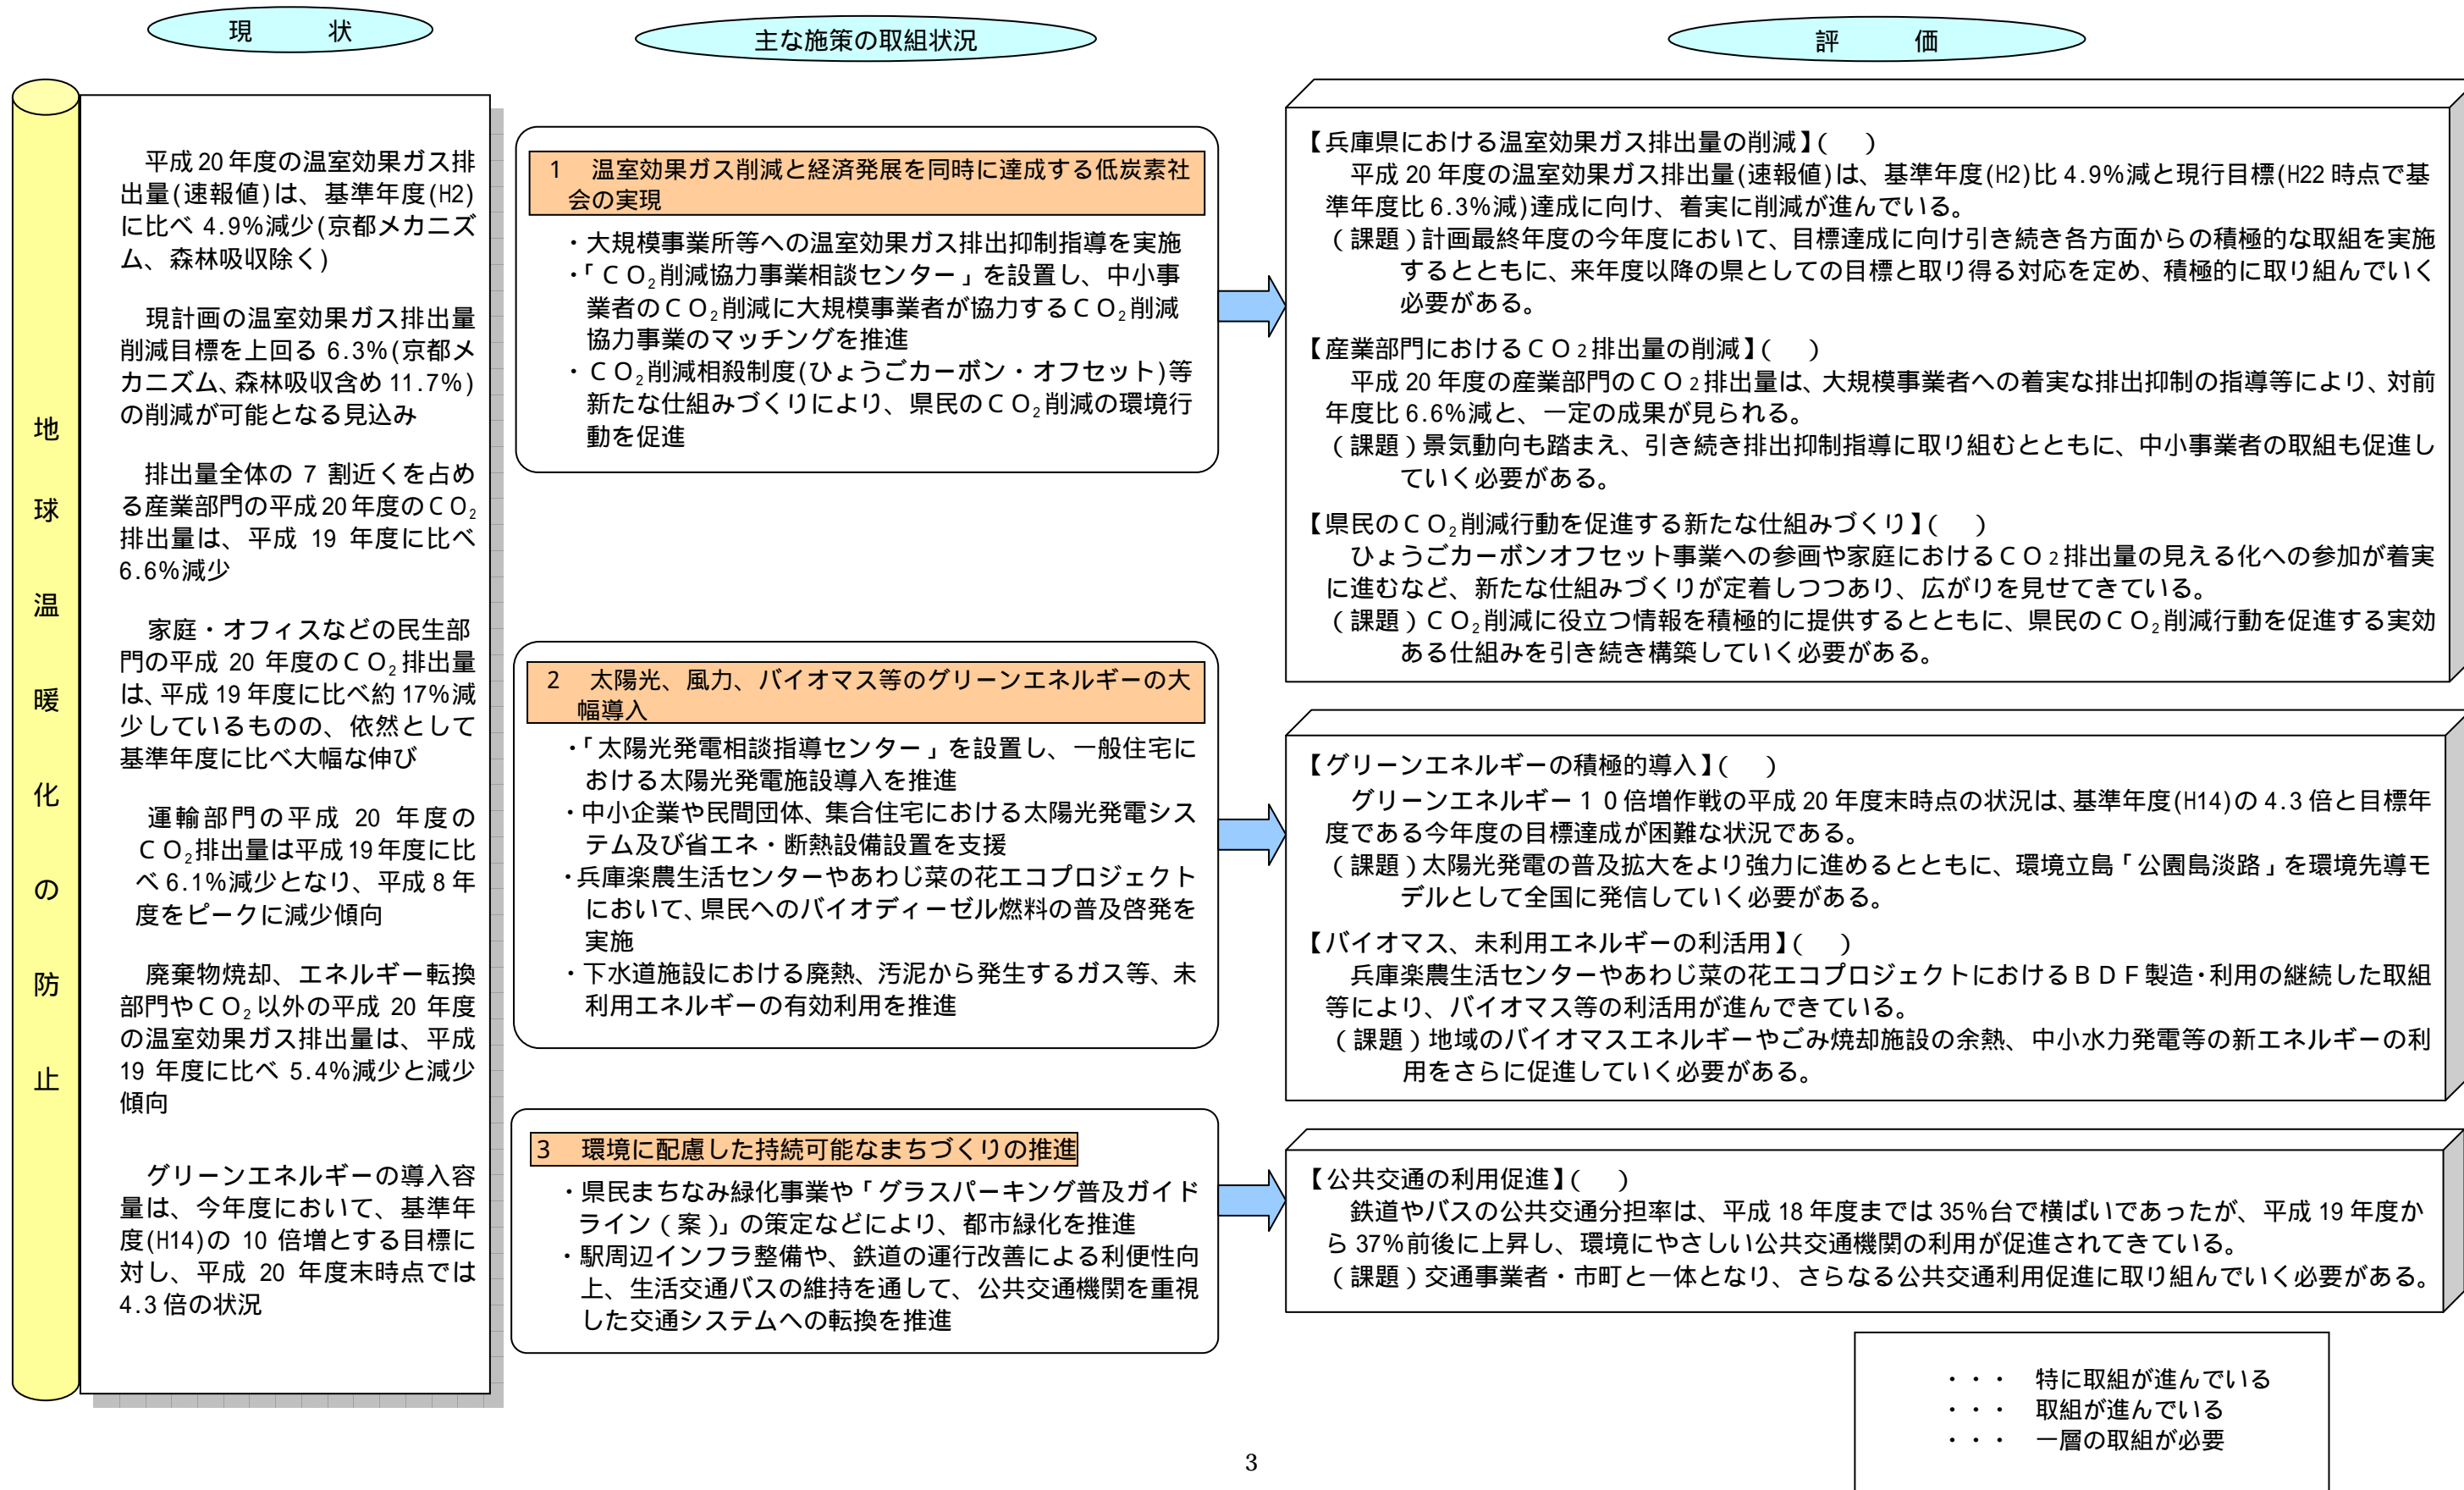 現　　状
主な施策の取組状況
評　　価
地球温暖化の防止
平成20年度の温室効果ガス排
出量(速報値)は、基準年度(H2)
に比べ 4.9%減少(京都メカニズ
ム、森林吸収除く)
現計画の温室効果ガス排出量
削減目標を上回る 6.3%(京都メ
カニズム、森林吸収含め 11.7%)
の削減が可能となる見込み
排出量全体の 7 割近くを占め
る産業部門の平成20年度のＣＯ₂
排出量は、平成 19 年度に比べ
6.6%減少
家庭・オフィスなどの民生部
門の平成 20 年度のＣＯ₂排出量
は、平成19年度に比べ約17%減
少しているものの、依然として
基準年度に比べ大幅な伸び
運輸部門の平成 20 年度の
ＣＯ₂排出量は平成19年度に比
べ 6.1%減少となり、平成 8 年
度をピークに減少傾向
廃棄物焼却、エネルギー転換
部門やＣＯ₂以外の平成 20 年度
の温室効果ガス排出量は、平成
19 年度に比べ 5.4%減少と減少
傾向
グリーンエネルギーの導入容
量は、今年度において、基準年
度(H14)の 10 倍増とする目標に
対し、平成 20 年度末時点では
4.3 倍の状況
1　温室効果ガス削減と経済発展を同時に達成する低炭素社
会の実現
・大規模事業所等への温室効果ガス排出抑制指導を実施
・「ＣＯ₂削減協力事業相談センター」を設置し、中小事
業者のＣＯ₂削減に大規模事業者が協力するＣＯ₂削減
協力事業のマッチングを推進
・ＣＯ₂削減相殺制度(ひょうごカーボン・オフセット)等
新たな仕組みづくりにより、県民のＣＯ₂削減の環境行
動を促進
2　太陽光、風力、バイオマス等のグリーンエネルギーの大
幅導入
・「太陽光発電相談指導センター」を設置し、一般住宅に
おける太陽光発電施設導入を推進
・中小企業や民間団体、集合住宅における太陽光発電シス
テム及び省エネ・断熱設備設置を支援
・兵庫楽農生活センターやあわじ菜の花エコプロジェクト
において、県民へのバイオディーゼル燃料の普及啓発を
実施
・下水道施設における廃熱、汚泥から発生するガス等、未
利用エネルギーの有効利用を推進
3　環境に配慮した持続可能なまちづくりの推進
・県民まちなみ緑化事業や「グラスパーキング普及ガイド
ライン（案）」の策定などにより、都市緑化を推進
・駅周辺インフラ整備や、鉄道の運行改善による利便性向
上、生活交通バスの維持を通して、公共交通機関を重視
した交通システムへの転換を推進
【兵庫県における温室効果ガス排出量の削減】(　)
平成 20 年度の温室効果ガス排出量(速報値)は、基準年度(H2)比 4.9%減と現行目標(H22 時点で基
準年度比 6.3%減)達成に向け、着実に削減が進んでいる。
（課題）計画最終年度の今年度において、目標達成に向け引き続き各方面からの積極的な取組を実施
するとともに、来年度以降の県としての目標と取り得る対応を定め、積極的に取り組んでいく
必要がある。
【産業部門におけるＣＯ2排出量の削減】(　)
平成 20 年度の産業部門のＣＯ2排出量は、大規模事業者への着実な排出抑制の指導等により、対前
年度比 6.6%減と、一定の成果が見られる。
（課題）景気動向も踏まえ、引き続き排出抑制指導に取り組むとともに、中小事業者の取組も促進し
ていく必要がある。
【県民のＣＯ₂削減行動を促進する新たな仕組みづくり】(　)
ひょうごカーボンオフセット事業への参画や家庭におけるＣＯ2排出量の見える化への参加が着実
に進むなど、新たな仕組みづくりが定着しつつあり、広がりを見せてきている。
（課題）ＣＯ₂削減に役立つ情報を積極的に提供するとともに、県民のＣＯ₂削減行動を促進する実効
ある仕組みを引き続き構築していく必要がある。
【グリーンエネルギーの積極的導入】(　)
グリーンエネルギー１０倍増作戦の平成 20 年度末時点の状況は、基準年度(H14)の 4.3 倍と目標年
度である今年度の目標達成が困難な状況である。
（課題）太陽光発電の普及拡大をより強力に進めるとともに、環境立島「公園島淡路」を環境先導モ
デルとして全国に発信していく必要がある。
【バイオマス、未利用エネルギーの利活用】(　)
兵庫楽農生活センターやあわじ菜の花エコプロジェクトにおけるＢＤＦ製造・利用の継続した取組
等により、バイオマス等の利活用が進んできている。
（課題）地域のバイオマスエネルギーやごみ焼却施設の余熱、中小水力発電等の新エネルギーの利
用をさらに促進していく必要がある。
【公共交通の利用促進】(　)
鉄道やバスの公共交通分担率は、平成 18 年度までは 35%台で横ばいであったが、平成 19 年度か
ら 37%前後に上昇し、環境にやさしい公共交通機関の利用が促進されてきている。
（課題）交通事業者・市町と一体となり、さらなる公共交通利用促進に取り組んでいく必要がある。
・・・　特に取組が進んでいる
・・・　取組が進んでいる
・・・　一層の取組が必要
3